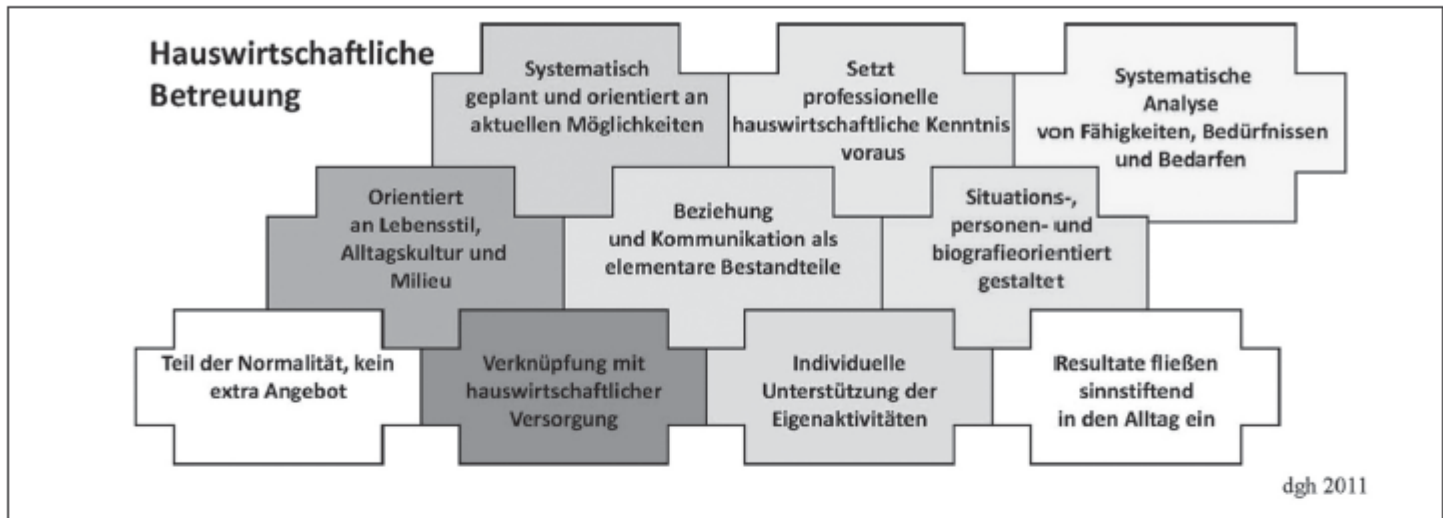 Hauswirtschaftliche
Betreuung
Systematisch
geplant und orientiert an
aktuellen Möglichkeiten
Setzt
professionelle
hauswirtschaftliche Kenntnis
voraus
Systematische
Analyse
von Fähigkeiten, Bedürfnissen
und Bedarfen
Orientiert
an Lebensstil,
Alltagskultur und
Milieu
Beziehung
und Kommunikation als
elementare Bestandteile
Situations-,
personen- und
biografieorientiert
gestaltet
Teil der Normalität, kein
extra Angebot
Verknüpfung mit
hauswirtschaftlicher
Versorgung
Individuelle
Unterstützung der
Eigenaktivitäten
Resultate fließen
sinnstiftend
in den Alltag ein
dgh 2011